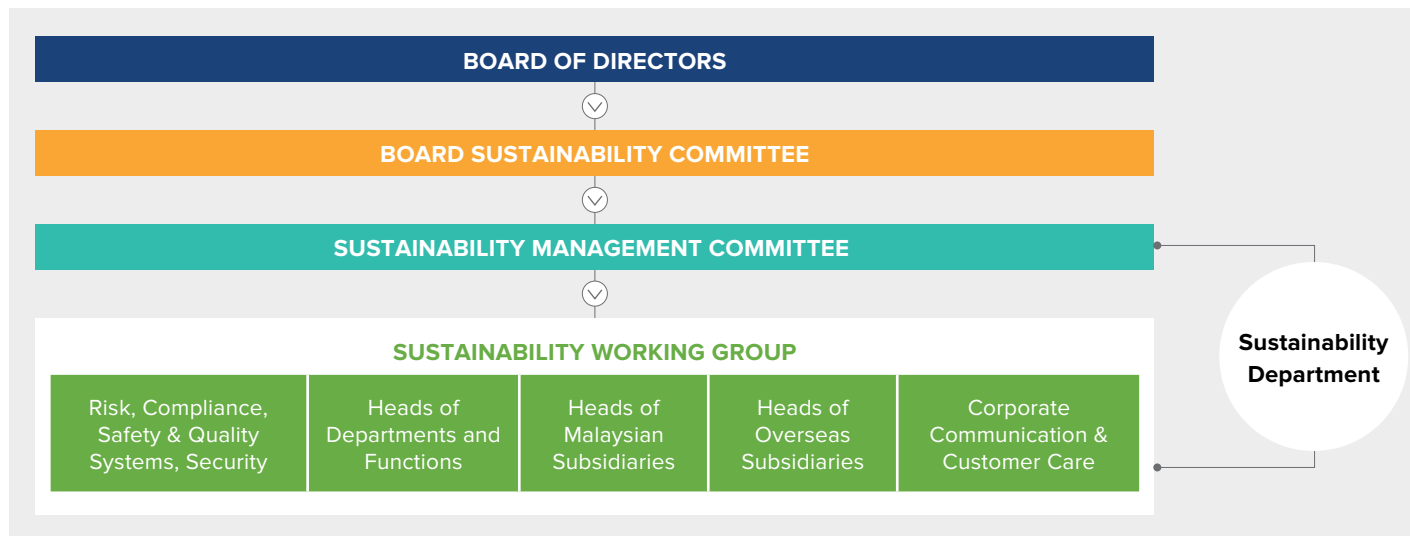 BOARD OF DIRECTORS
BOARD SUSTAINABILITY COMMITTEE
SUSTAINABILITY MANAGEMENT COMMITTEE
SUSTAINABILITY WORKING GROUP
Risk, Compliance,
Safety & Quality
Systems, Security
Heads of
Departments and
Functions
Heads of
Malaysian
Subsidiaries
Heads of
Overseas
Subsidiaries
Corporate
Communication &
Customer Care
Sustainability
Department